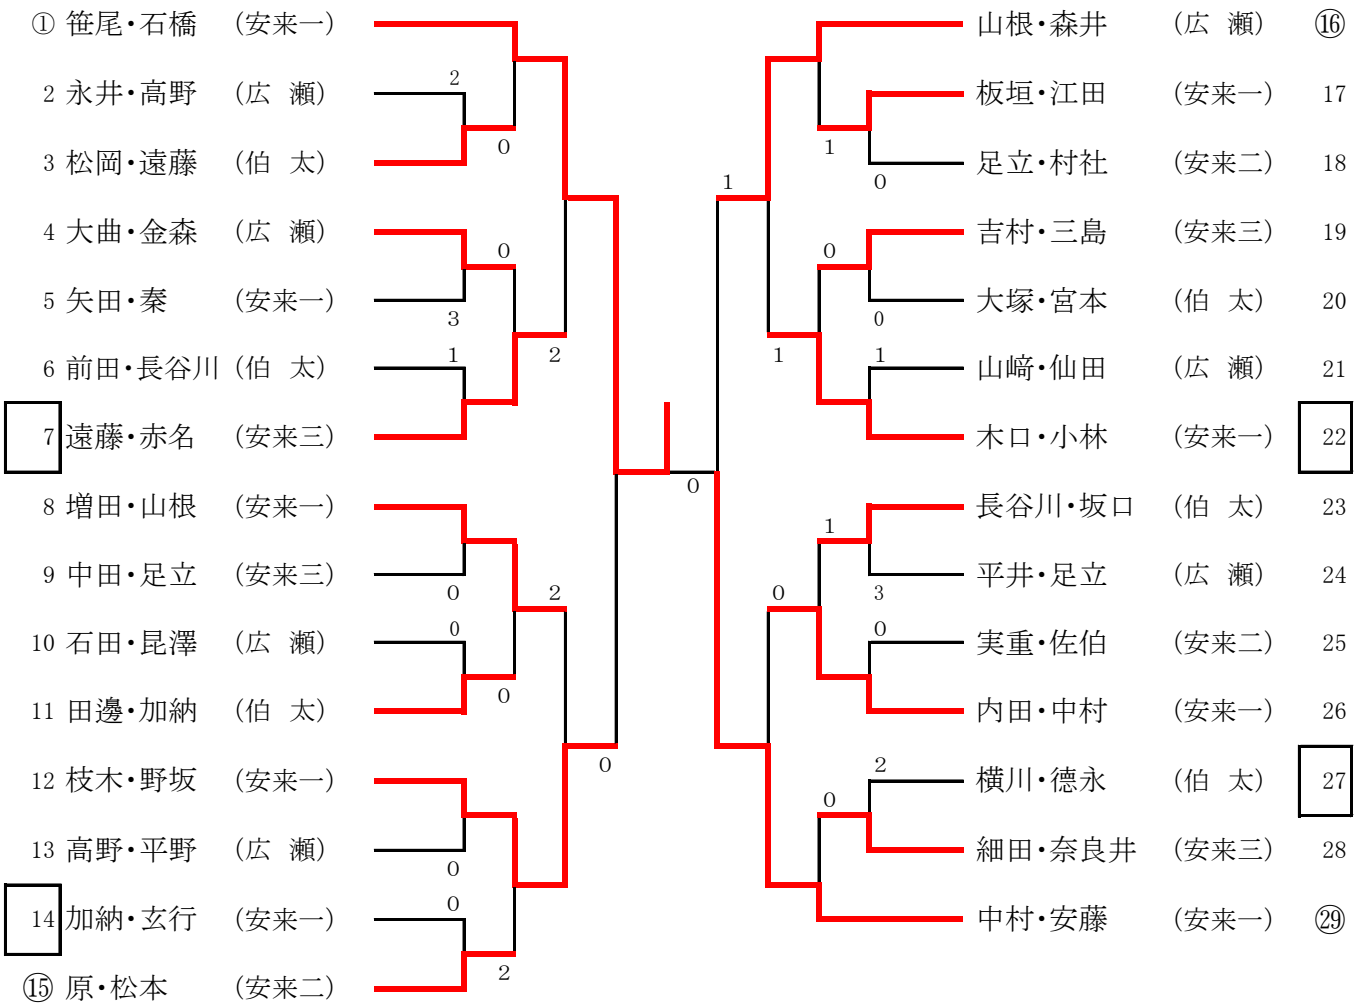 ① 笹尾・石橋 (安来一)
2 永井・高野 (広 瀬)
3 松岡・遠藤 (伯 太)
4 大曲・金森 (広 瀬)
5 矢田・秦 (安来一)
6 前田・長谷川 (伯 太)
7 遠藤・赤名 (安来三)
8 増田・山根 (安来一)
9 中田・足立 (安来三)
10 石田・昆澤 (広 瀬)
11 田邊・加納 (伯 太)
12 枝木・野坂 (安来一)
13 高野・平野 (広 瀬)
14 加納・玄行 (安来一)
⑮ 原・松本 (安来二)
2
0
0
3
1
2
0
2
0
0
0
0
0
2
0
1
0
山根・森井 (広 瀬) ⑯
板垣・江田 (安来一) 17
足立・村社 (安来二) 18
吉村・三島 (安来三) 19
大塚・宮本 (伯 太) 20
山﨑・仙田 (広 瀬) 21
木口・小林 (安来一) 22
長谷川・坂口 (伯 太) 23
平井・足立 (広 瀬) 24
実重・佐伯 (安来二) 25
内田・中村 (安来一) 26
横川・德永 (伯 太) 27
細田・奈良井 (安来三) 28
中村・安藤 (安来一) ㉙
1
0
0
0
1
1
1
0
3
0
2
0